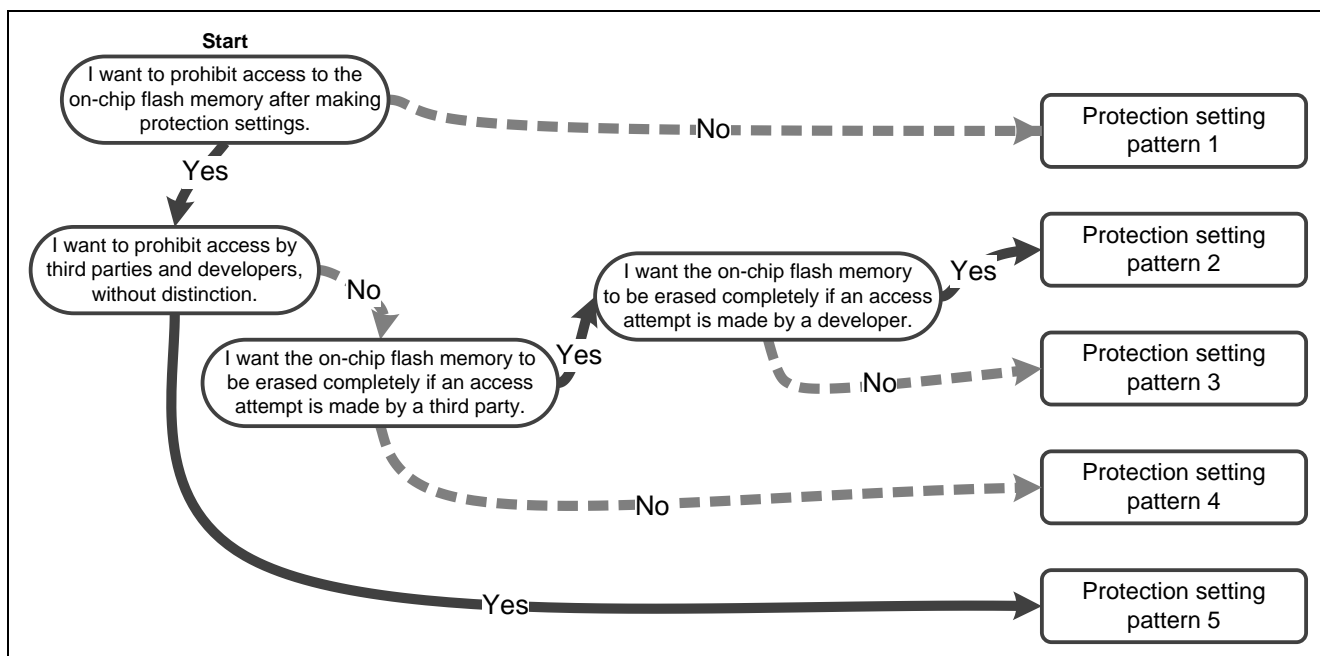 Start
I want to prohibit access to the
on-chip flash memory after making
protection settings.
No
Protection setting
pattern 1
Yes
I want to prohibit access by
third parties and developers,
without distinction.
No
I want the on-chip flash memory
to be erased completely if an access
attempt is made by a developer.
Yes
Protection setting
pattern 2
I want the on-chip flash memory to
be erased completely if an access
attempt is made by a third party.
Yes
No
Protection setting
pattern 3
No
Protection setting
pattern 4
Yes
Protection setting
pattern 5